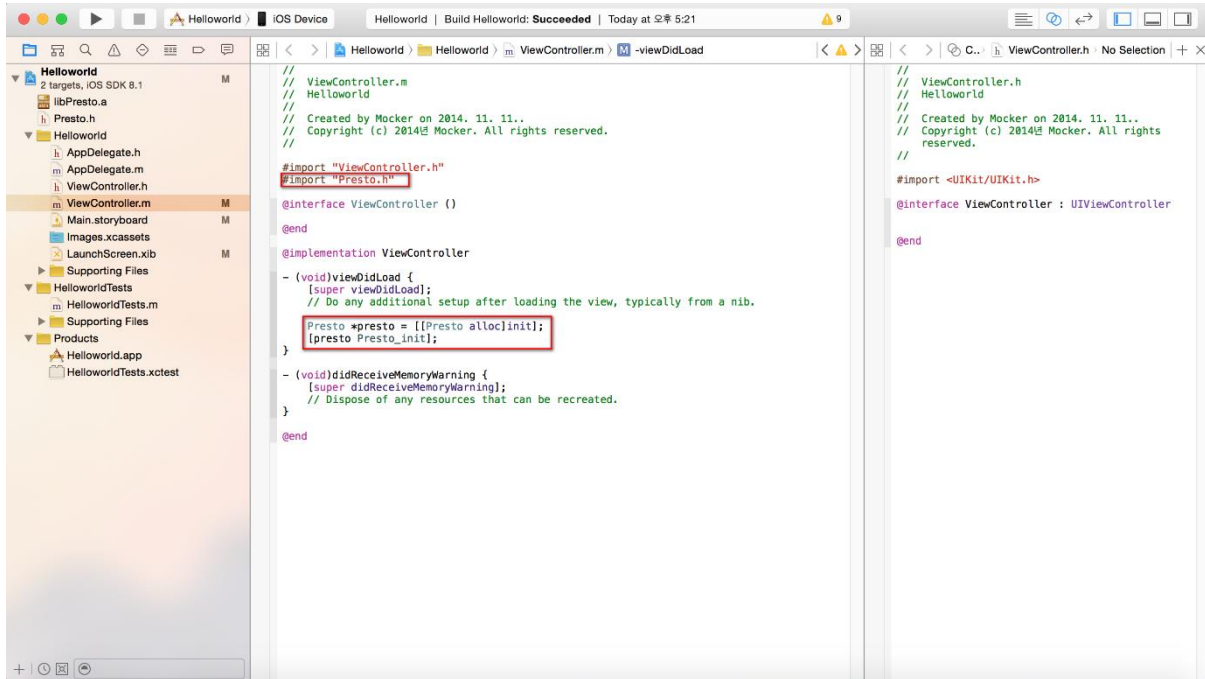 Helloworld
iOS Device
Helloworld | Build Helloworld: Succeeded | Today at 오후 5:21
9
Helloworld
2 targets, iOS SDK 8.1
M
libPresto.a
Presto.h
Helloworld
AppDelegate.h
AppDelegate.m
ViewController.h
ViewController.m
M
Main.storyboard
M
Images.xcassets
LaunchScreen.xib
M
Supporting Files
HelloworldTests
HelloworldTests.m
Supporting Files
Products
Helloworld.app
HelloworldTests.xctest
Helloworld 〉 Helloworld 〉 m ViewController.m 〉 M -viewDidLoad
//
//  ViewController.m
//  Helloworld
//
//  Created by Mocker on 2014. 11. 11..
//  Copyright (c) 2014년 Mocker. All rights reserved.
//
#import "ViewController.h"
#import "Presto.h"
@interface ViewController ()
@end
@implementation ViewController
- (void)viewDidLoad {
    [super viewDidLoad];
    // Do any additional setup after loading the view, typically from a nib.
    Presto *presto = [[Presto alloc]init];
    [presto Presto_init];
}
- (void)didReceiveMemoryWarning {
    [super didReceiveMemoryWarning];
    // Dispose of any resources that can be recreated.
}
@end
C.. 〉 h ViewController.h 〉 No Selection
//
//  ViewController.h
//  Helloworld
//
//  Created by Mocker on 2014. 11. 11..
//  Copyright (c) 2014년 Mocker. All rights
reserved.
//
#import <UIKit/UIKit.h>
@interface ViewController : UIViewController
@end